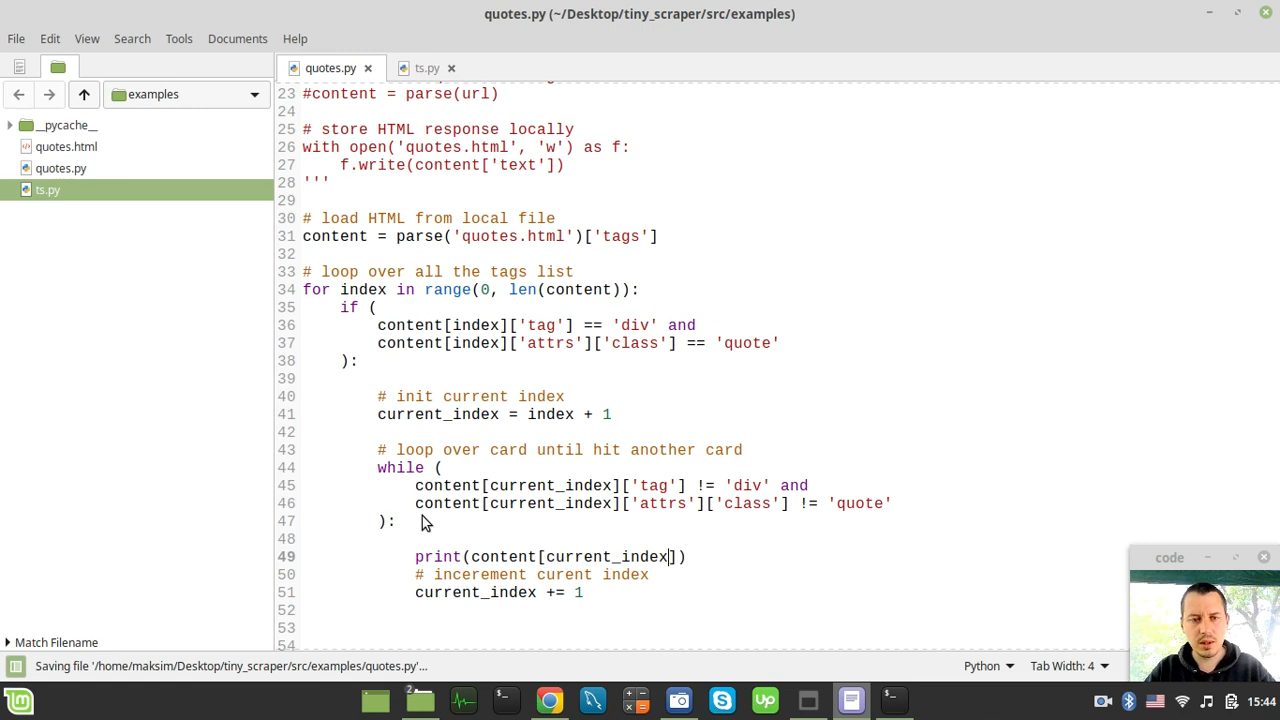 quotes.py (~/Desktop/tiny_scraper/src/examples)
File Edit View Search Tools Documents Help
quotes.py ts.py
examples
__pycache__
quotes.html
quotes.py
ts.py
23 #content = parse(url)
24
25 # store HTML response locally
26 with open('quotes.html', 'w') as f:
27 f.write(content['text'])
28 '''
29
30 # load HTML from local file
31 content = parse('quotes.html')['tags']
32
33 # loop over all the tags list
34 for index in range(0, len(content)):
35 if (
36 content[index]['tag'] == 'div' and
37 content[index]['attrs']['class'] == 'quote'
38 ):
39
40 # init current index
41 current_index = index + 1
42
43 # loop over card until hit another card
44 while (
45 content[current_index]['tag'] != 'div' and
46 content[current_index]['attrs']['class'] != 'quote'
47 ):
48
49 print(content[current_index])
50 # incerement curent index
51 current_index += 1
52
53
54
code
Match Filename
Saving file '/home/maksim/Desktop/tiny_scraper/src/examples/quotes.py'...
Python Tab Width: 4
2
up
15:44